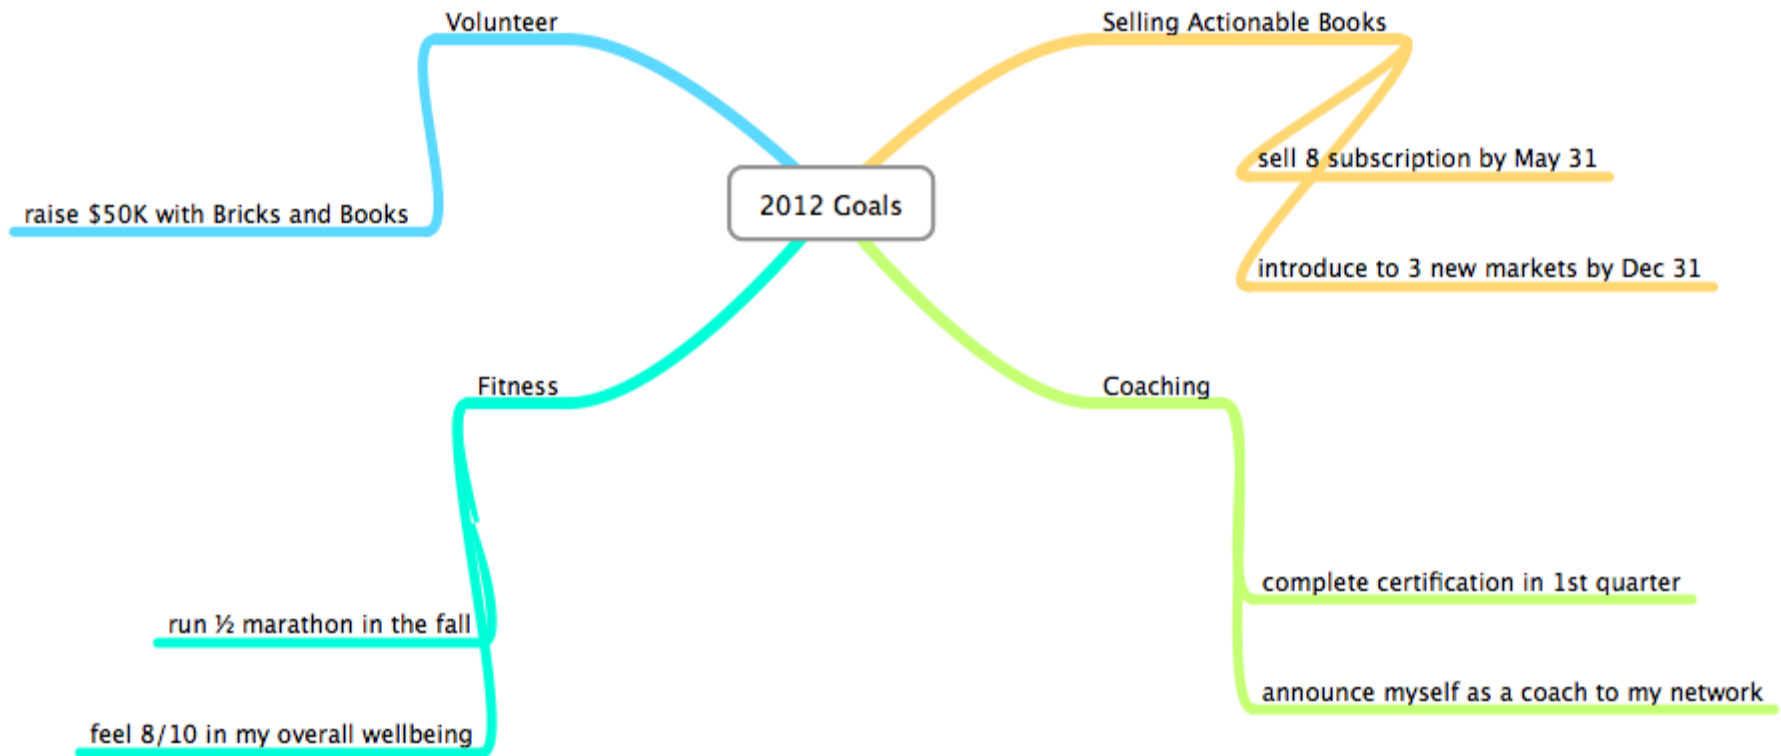 Volunteer
raise $50K with Bricks and Books
2012 Goals
Selling Actionable Books
sell 8 subscription by May 31
introduce to 3 new markets by Dec 31
Fitness
run ½ marathon in the fall
feel 8/10 in my overall wellbeing
Coaching
complete certification in 1st quarter
announce myself as a coach to my network